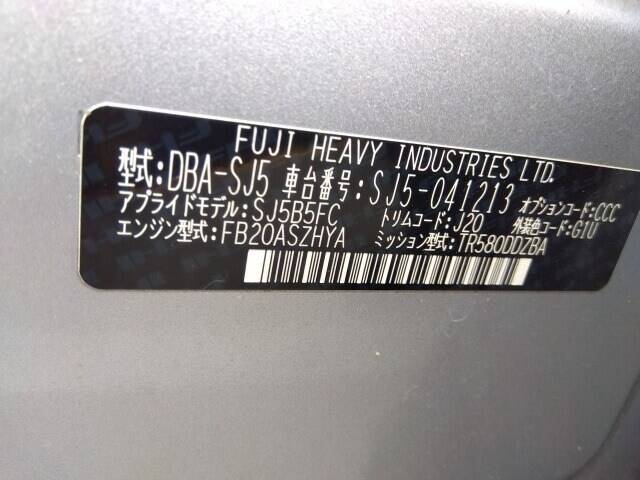 FUJI HEAVY INDUSTRIES LTD.
型式:DBA-SJ5 車台番号:SJ5-041213 オプションコード:CCC
アプライドモデル:SJ5B5FC トリムコード:J20 外装色コード:G1U
エンジン型式:FB20ASZHYA ミッション型式:TR580DDZBA